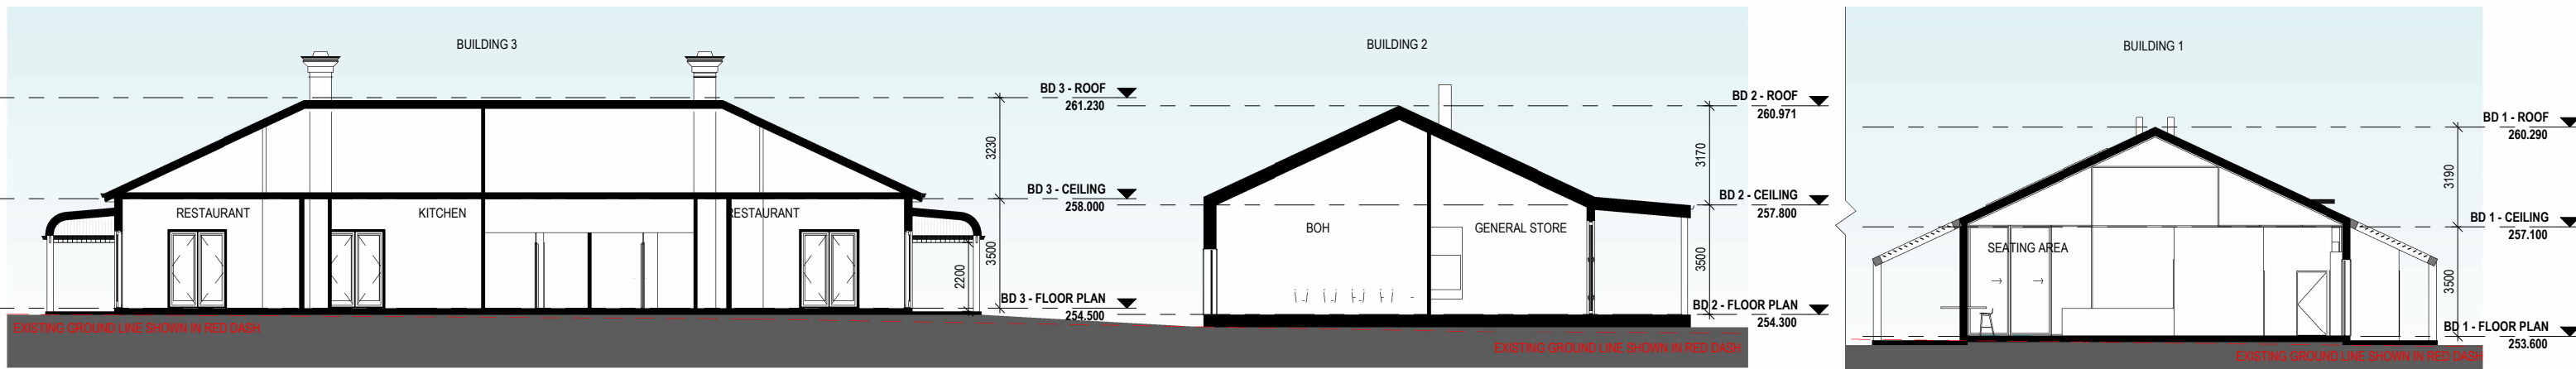 BUILDING 3
BD 3 - ROOF
261.230
3230
BD 3 - CEILING
258.000
RESTAURANT
KITCHEN
RESTAURANT
3500
2200
BD 3 - FLOOR PLAN
254.500
EXISTING GROUND LINE SHOWN IN RED DASH
BUILDING 2
BD 2 - ROOF
260.971
3170
BD 2 - CEILING
257.800
BOH
GENERAL STORE
3500
BD 2 - FLOOR PLAN
254.300
EXISTING GROUND LINE SHOWN IN RED DASH
BUILDING 1
BD 1 - ROOF
260.290
3190
BD 1 - CEILING
257.100
SEATING AREA
3500
BD 1 - FLOOR PLAN
253.600
EXISTING GROUND LINE SHOWN IN RED DASH